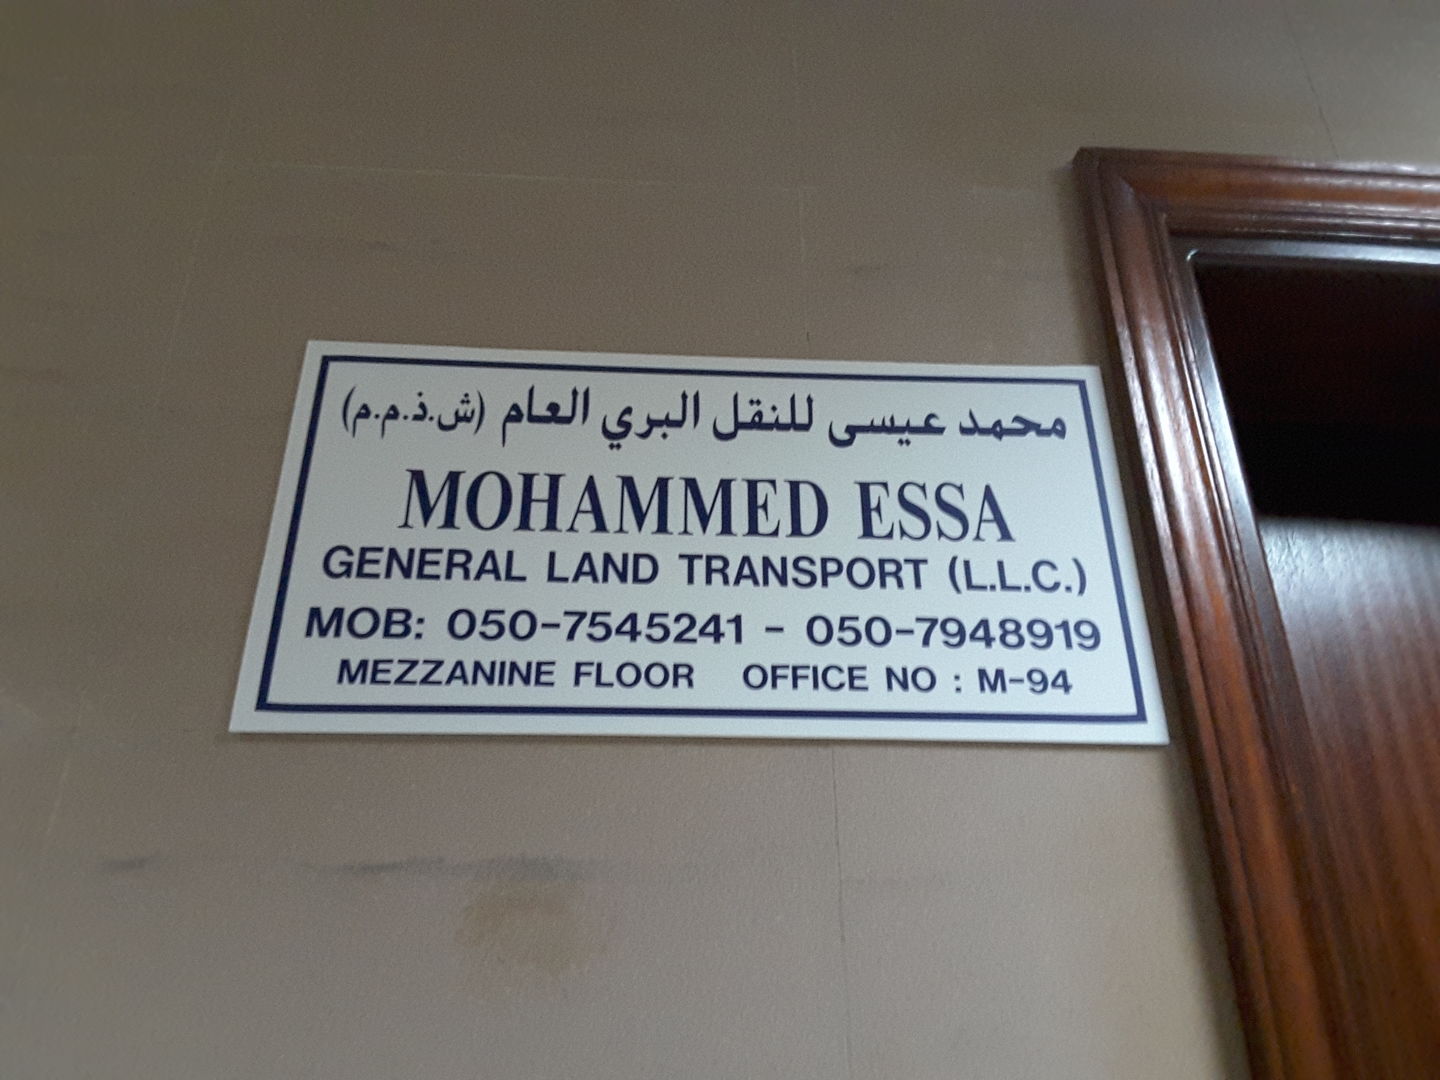 محمد عيسى للنقل البري العام (ش.ذ.م.م)
MOHAMMED ESSA
GENERAL LAND TRANSPORT (L.L.C.)
MOB: 050-7545241 - 050-7948919
MEZZANINE FLOOR OFFICE NO : M-94